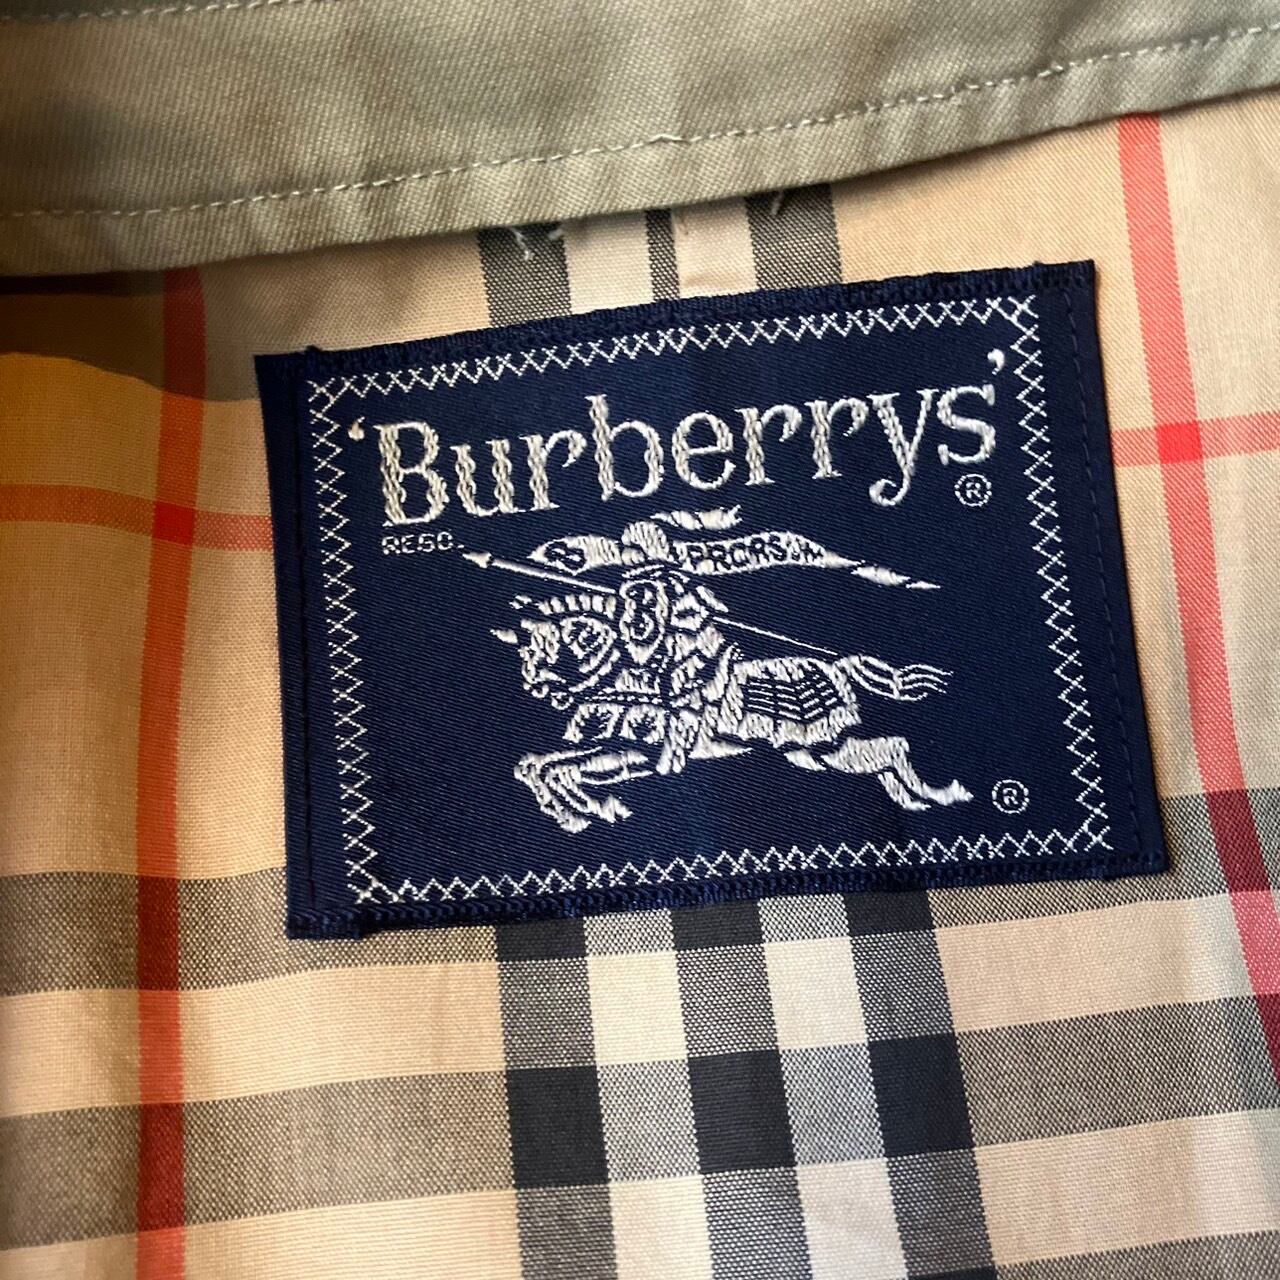 'Burberrys'
®
REGD.
B PRORSUM
B
®